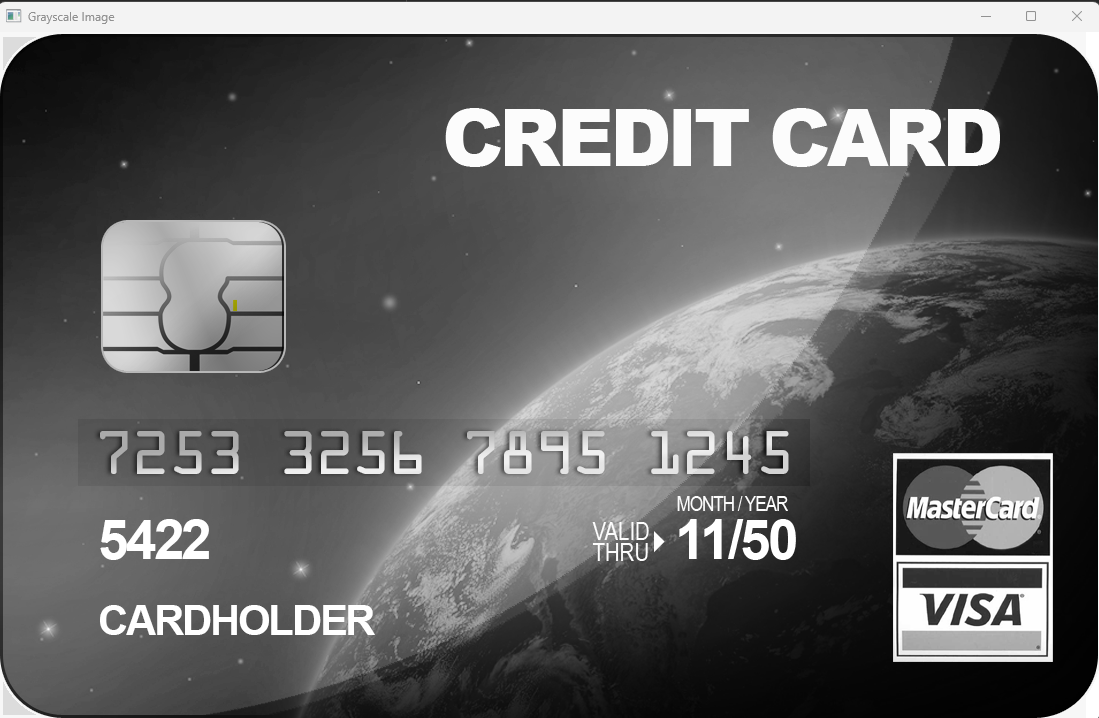 Grayscale Image
CREDIT CARD
7253 3256 7895 1245
5422
MONTH / YEAR
VALID
THRU
11/50
CARDHOLDER
MasterCard
VISA